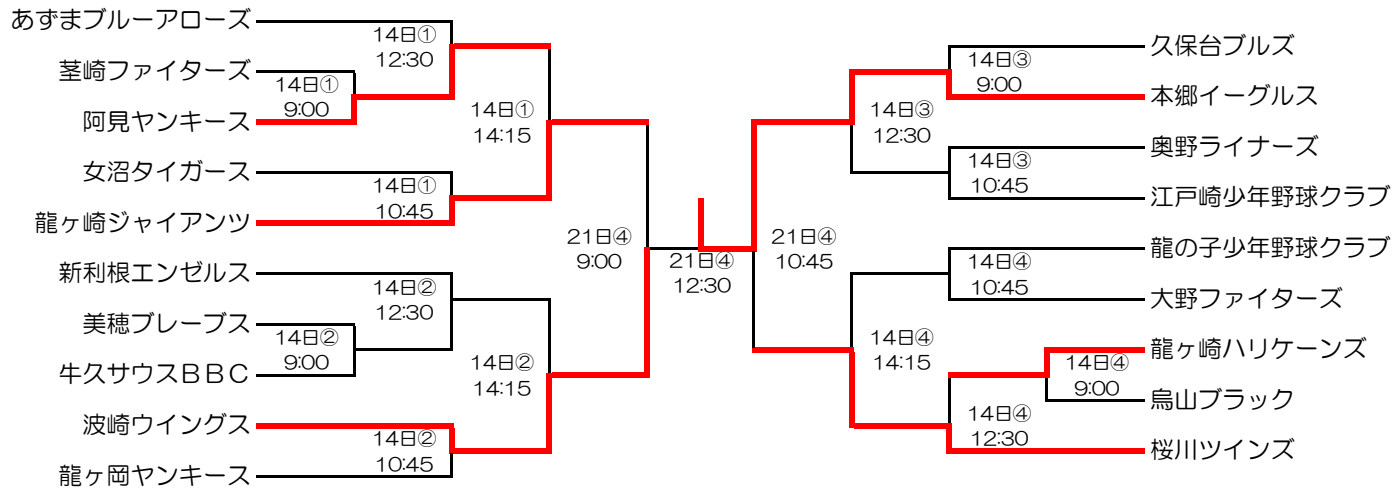 あずまブルーアローズ
茎崎ファイターズ
阿見ヤンキース
女沼タイガース
龍ヶ崎ジャイアンツ
新利根エンゼルス
美穂ブレーブス
牛久サウスＢＢＣ
波崎ウイングス
龍ヶ岡ヤンキース
14日①
12:30
14日①
9:00
14日①
14:15
14日①
10:45
14日②
12:30
14日②
9:00
14日②
14:15
14日②
10:45
21日④
9:00
21日④
12:30
21日④
10:45
14日③
9:00
14日③
12:30
14日③
10:45
14日④
10:45
14日④
14:15
14日④
9:00
14日④
12:30
久保台ブルズ
本郷イーグルス
奥野ライナーズ
江戸崎少年野球クラブ
龍の子少年野球クラブ
大野ファイターズ
龍ヶ崎ハリケーンズ
烏山ブラック
桜川ツインズ